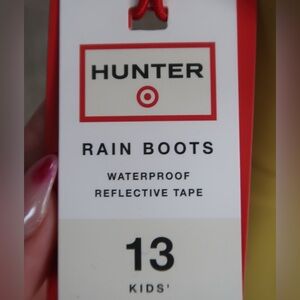 HUNTER
RAIN BOOTS
WATERPROOF
REFLECTIVE TAPE
13
KIDS'